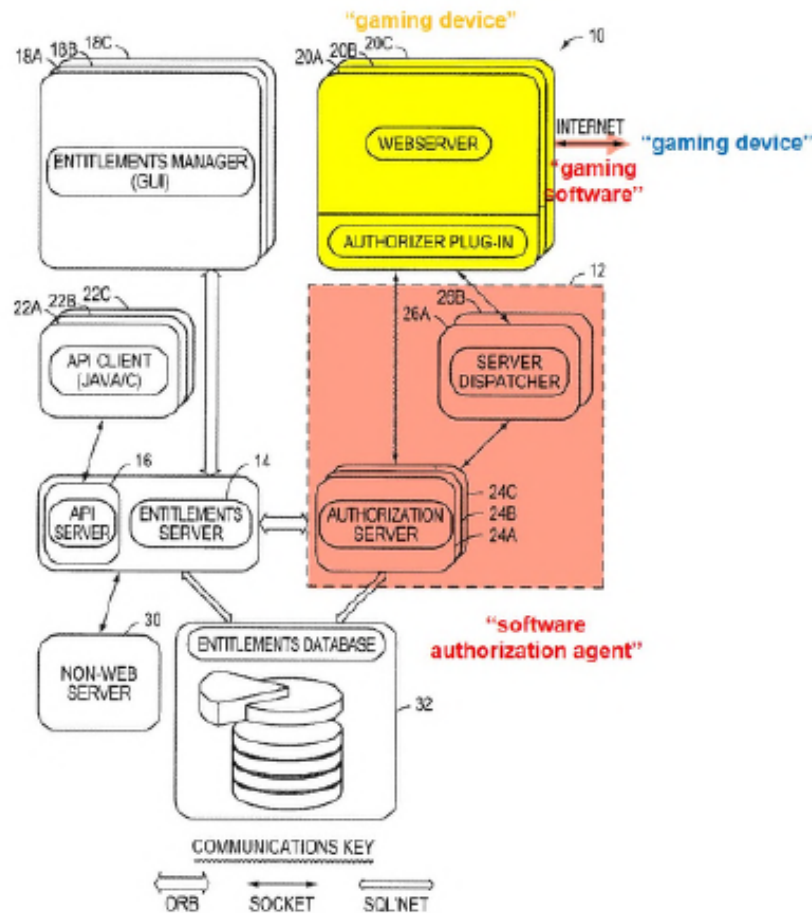 "gaming device"
18A 18B 18C
20A 20B 20C
10
ENTITLEMENTS MANAGER
(GUI)
WEBSERVER
INTERNET
"gaming device"
"gaming
software"
AUTHORIZER PLUG-IN
12
22A 22B 22C
26A 26B
API CLIENT
(JAVA/C)
SERVER
DISPATCHER
16
14
API
SERVER
ENTITLEMENTS
SERVER
AUTHORIZATION
SERVER
24C
24B
24A
30
NON-WEB
SERVER
ENTITLEMENTS DATABASE
"software
authorization agent"
32
COMMUNICATIONS KEY
ORB SOCKET SQL'NET